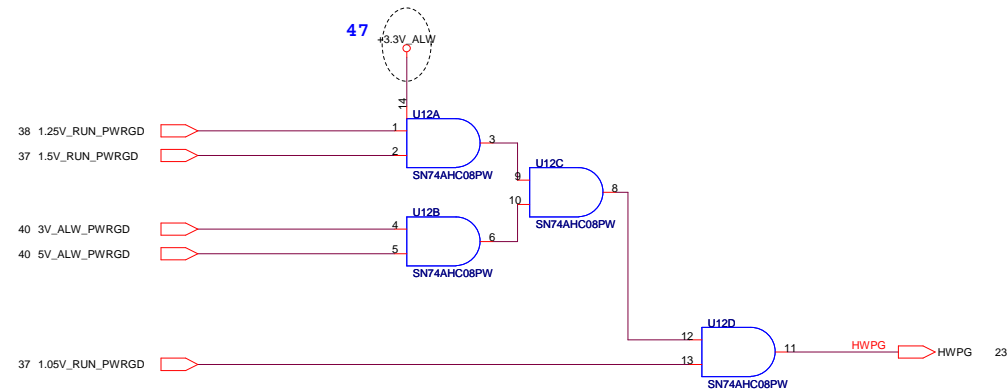 47
+3.3V_ALW
14
U12A
38 1.25V_RUN_PWRGD
1
3
37 1.5V_RUN_PWRGD
2
SN74AHC08PW
U12C
9
8
10
U12B
SN74AHC08PW
40 3V_ALW_PWRGD
4
6
40 5V_ALW_PWRGD
5
SN74AHC08PW
U12D
12
11
HWPG
HWPG 23
37 1.05V_RUN_PWRGD
13
SN74AHC08PW